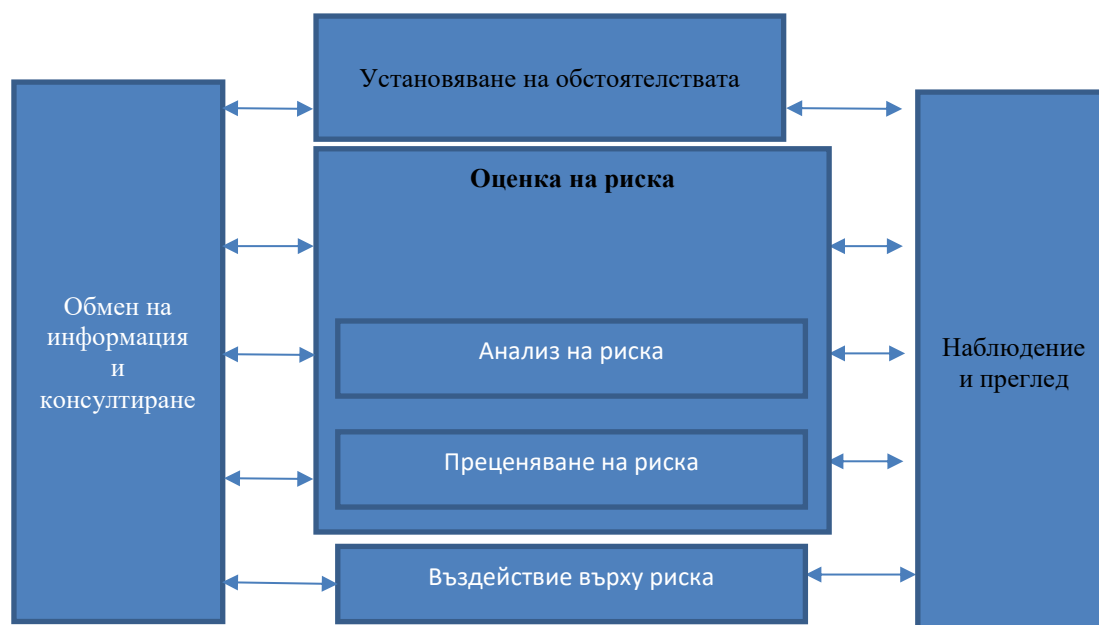 Установяване на обстоятелствата
Оценка на риска
Обмен на
информация
и
консултиране
Анализ на риска
Преценяване на риска
Въздействие върху риска
Наблюдение
и преглед